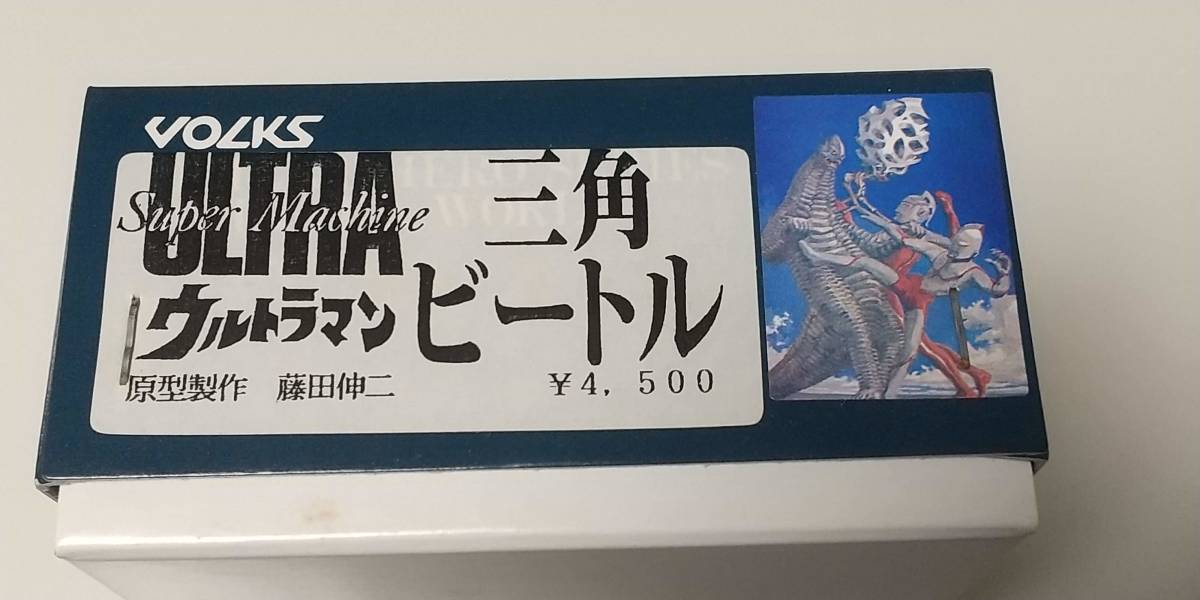 VOLKS
ULTRA
Super Machine
三角
ウルトラマン ビートル
原型製作 藤田伸二 ¥4,500